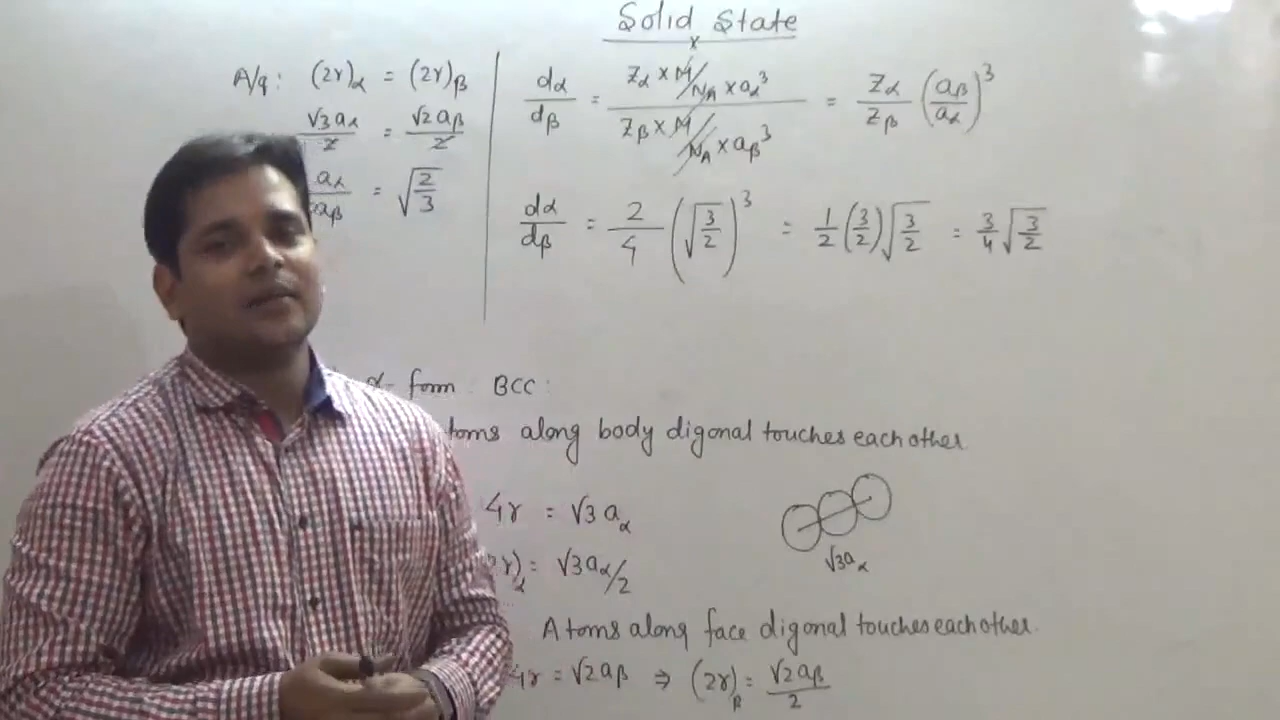 Solid State
A/q: (2r)α = (2r)β
√3aα/2 = √2aβ/2
aα/aβ = √(2/3)
dα/dβ = (Zα × M/NA × aα³)/(Zβ × M/NA × aβ³) = Zα/Zβ (aβ/aα)³
dα/dβ = 2/4 (√(3/2))³ = 1/2 (3/2) √(3/2) = 3/4 √(3/2)
α- form : BCC :
toms along body digonal touches each other
4r = √3 aα
r)α = √3aα/2
√3aα
Atoms along face digonal touches each other.
4r = √2aβ ⇒ (2r)β = √2aβ/2